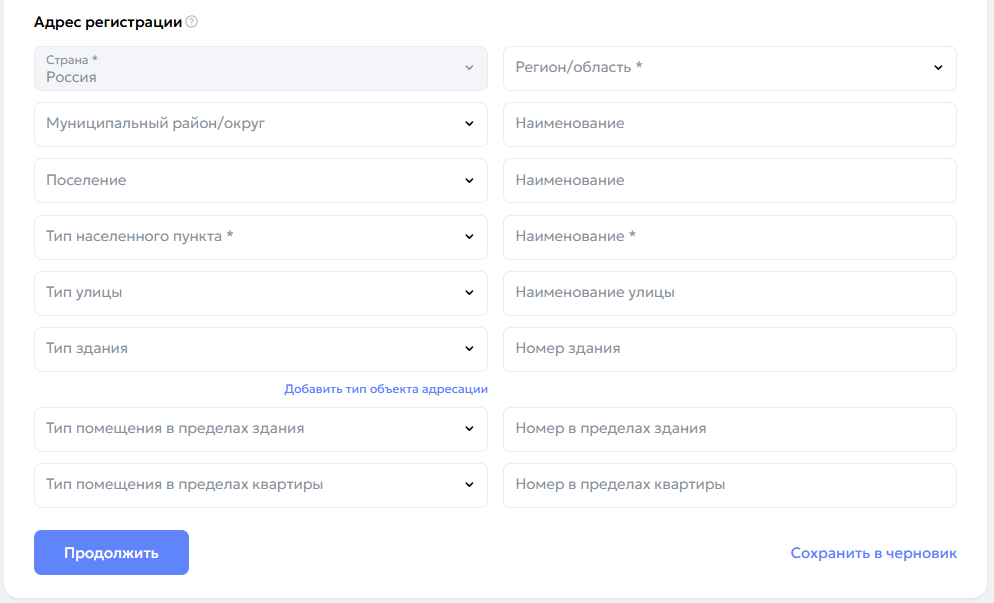 Адрес регистрации ?
Страна *
Россия
Регион/область *
Муниципальный район/округ
Наименование
Поселение
Наименование
Тип населенного пункта *
Наименование *
Тип улицы
Наименование улицы
Тип здания
Номер здания
Добавить тип объекта адресации
Тип помещения в пределах здания
Номер в пределах здания
Тип помещения в пределах квартиры
Номер в пределах квартиры
Продолжить
Сохранить в черновик